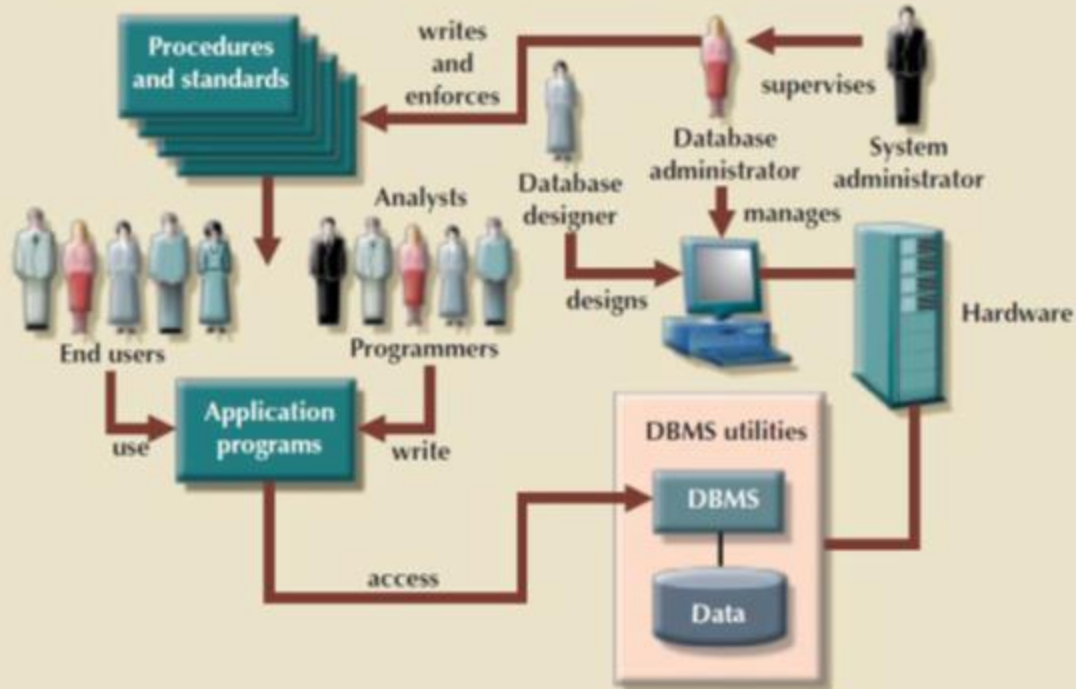 Procedures
and standards
writes
and
enforces
supervises
Database
administrator
System
administrator
Database
designer
manages
Analysts
designs
Hardware
End users
Programmers
Application
programs
use
write
DBMS utilities
DBMS
access
Data